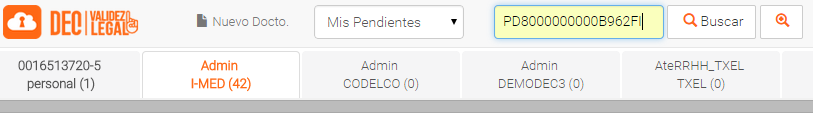 DEC VALIDEZ LEGAL
Nuevo Docto.
Mis Pendientes
PD8000000000B962FI
Buscar
0016513720-5
personal (1)
Admin
I-MED (42)
Admin
CODELCO (0)
Admin
DEMODEC3 (0)
AteRRHH_TXEL
TXEL (0)